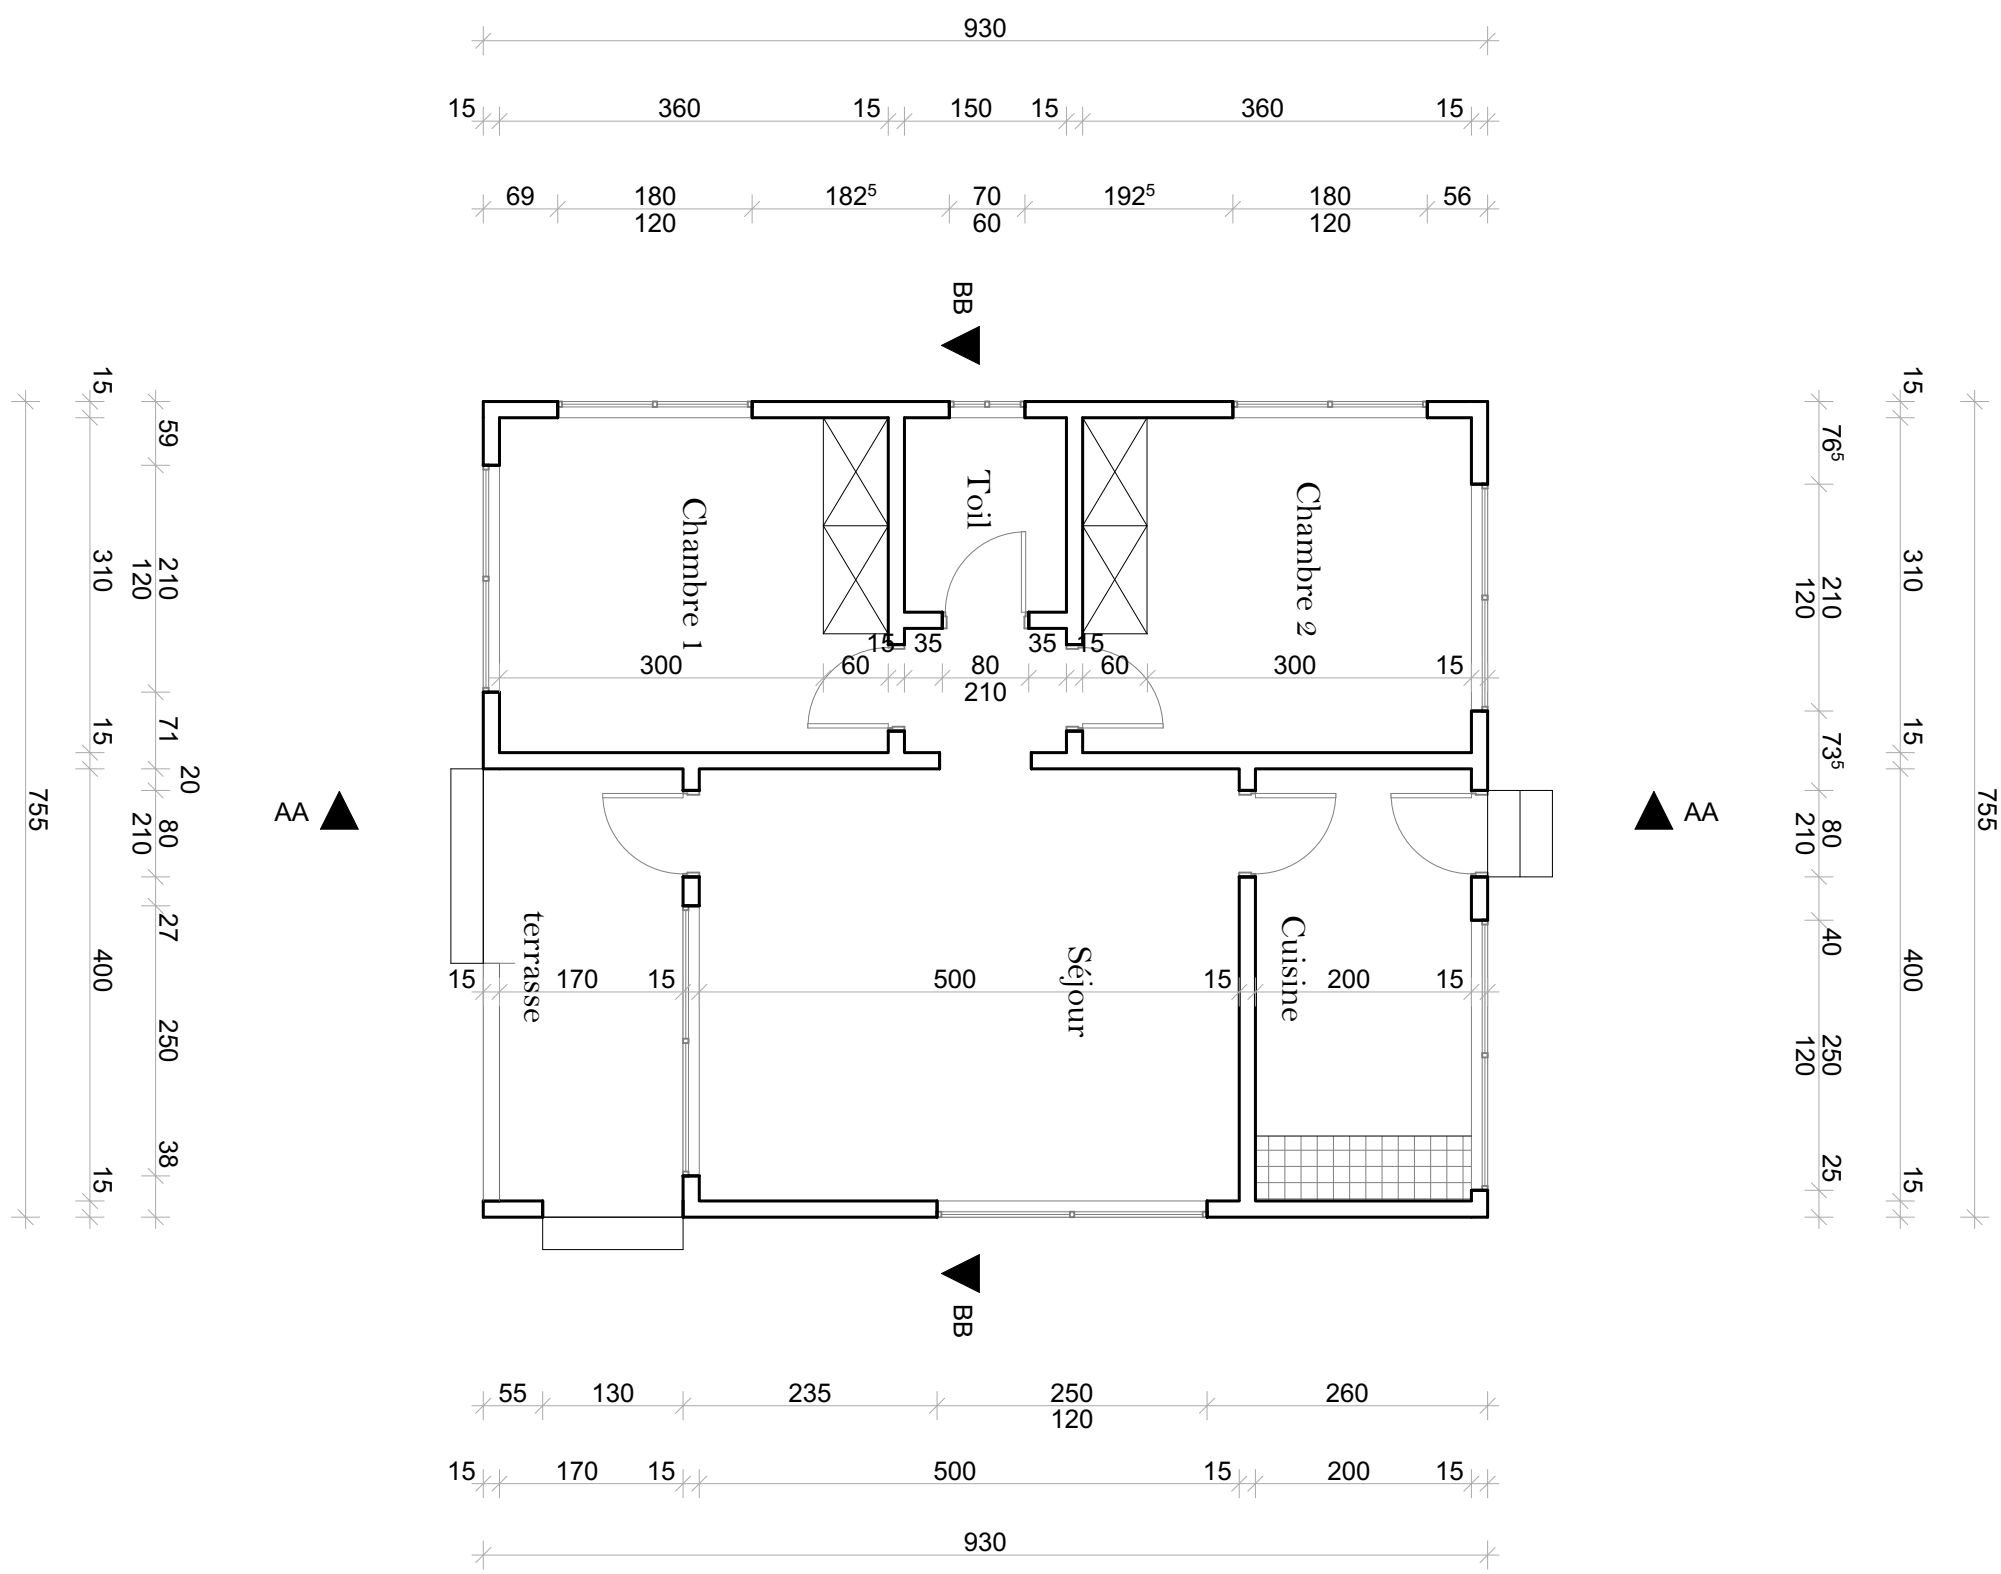 930
15 360 15 150 15 360 15
69 180 182⁵ 70 192⁵ 180 56
120 60 120
BB
15
59
210
120
310
71
15
20
80
210
755
27
400
250
38
15
AA
Chambre 1
Toil
Chambre 2
15 35 35 15
300 60 80 60 300 15
210
terrasse
Séjour
Cuisine
15 170 15 500 15 200 15
AA
15
76⁵
210
120
310
73⁵
15
80
210
755
40
400
250
120
25
15
BB
55 130 235 250 260
120
15 170 15 500 15 200 15
930